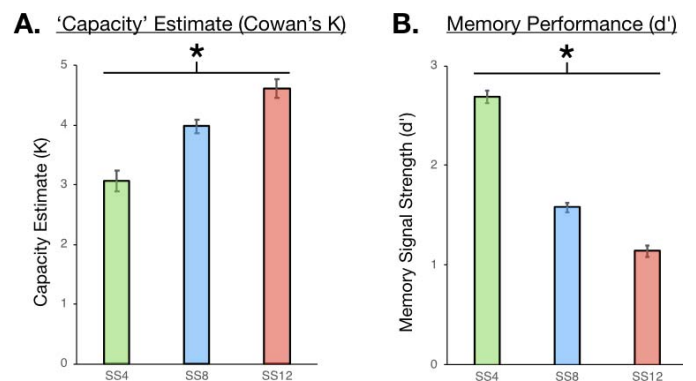 A. ‘Capacity’ Estimate (Cowan’s K)
*
Capacity Estimate (K)
5
4
3
2
1
0
SS4 SS8 SS12
B. Memory Performance (d')
*
Memory Signal Strength (d')
3
2
1
0
SS4 SS8 SS12